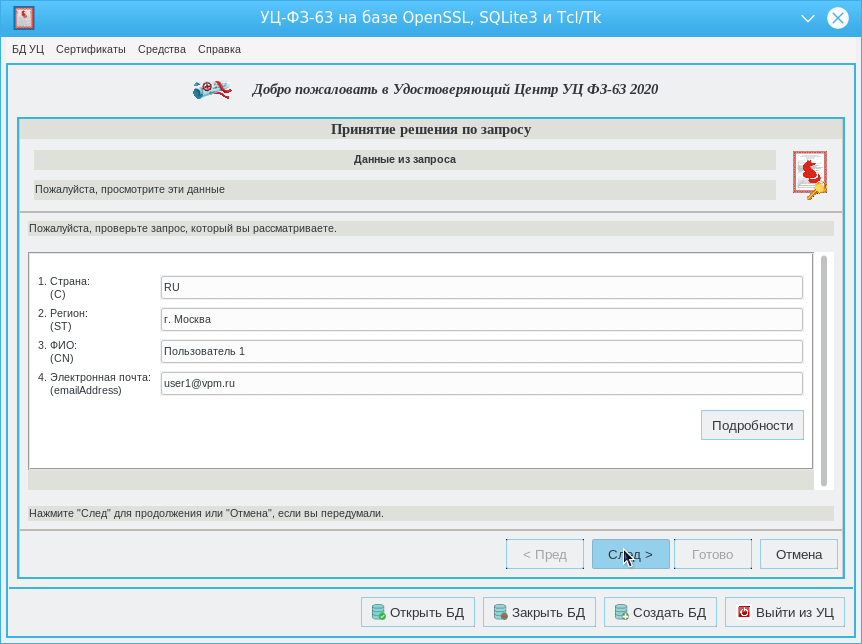 УЦ-ФЗ-63 на базе OpenSSL, SQLite3 и Tcl/Tk
БД УЦ Сертификаты Средства Справка
Добро пожаловать в Удостоверяющий Центр УЦ ФЗ-63 2020
Принятие решения по запросу
Данные из запроса
Пожалуйста, просмотрите эти данные
Пожалуйста, проверьте запрос, который вы рассматриваете.
1. Страна:
(C)
RU
2. Регион:
(ST)
г. Москва
3. ФИО:
(CN)
Пользователь 1
4. Электронная почта:
(emailAddress)
user1@vpm.ru
Подробности
Нажмите "След" для продолжения или "Отмена", если вы передумали.
< Пред След > Готово Отмена
Открыть БД Закрыть БД Создать БД Выйти из УЦ